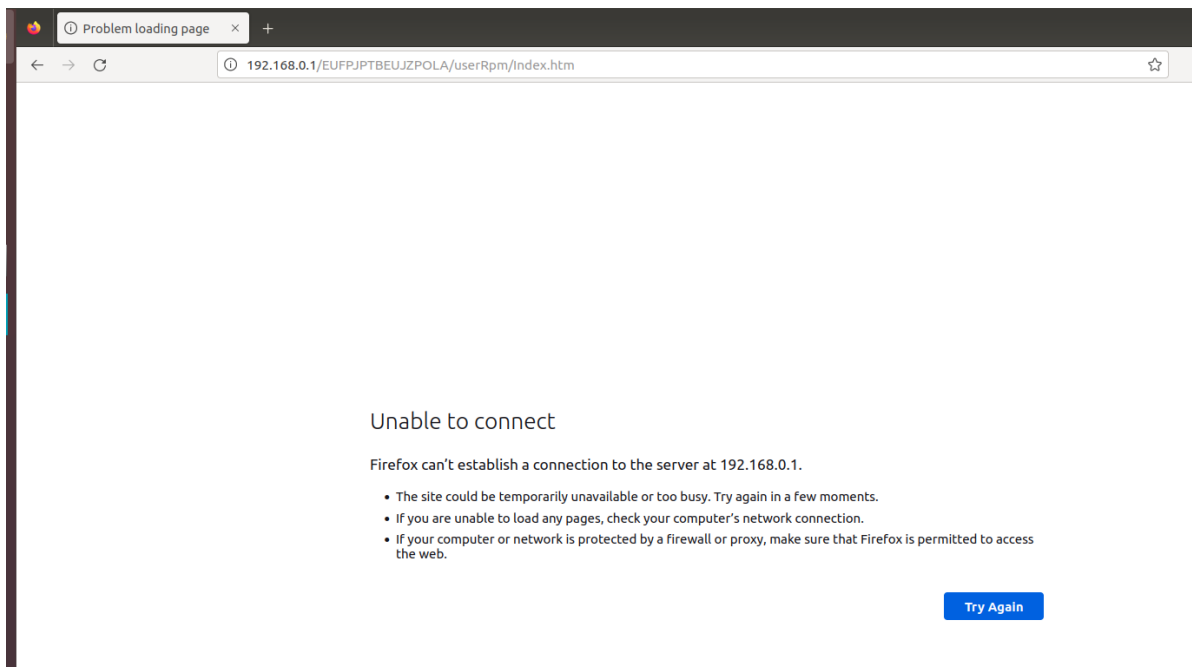 Problem loading page
192.168.0.1/EUFPJPTBEUJZPOLA/userRpm/Index.htm
Unable to connect
Firefox can’t establish a connection to the server at 192.168.0.1.
• The site could be temporarily unavailable or too busy. Try again in a few moments.
• If you are unable to load any pages, check your computer’s network connection.
• If your computer or network is protected by a firewall or proxy, make sure that Firefox is permitted to access
the web.
Try Again